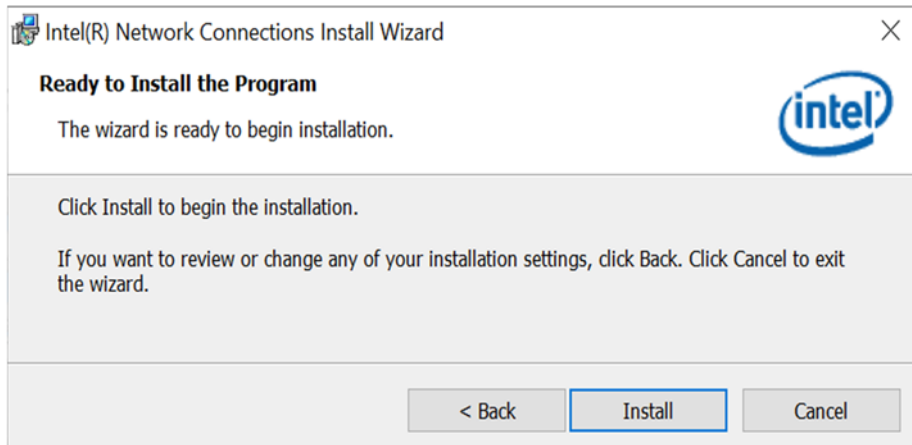 Intel(R) Network Connections Install Wizard
Ready to Install the Program
The wizard is ready to begin installation.
intel
Click Install to begin the installation.
If you want to review or change any of your installation settings, click Back. Click Cancel to exit
the wizard.
< Back
Install
Cancel